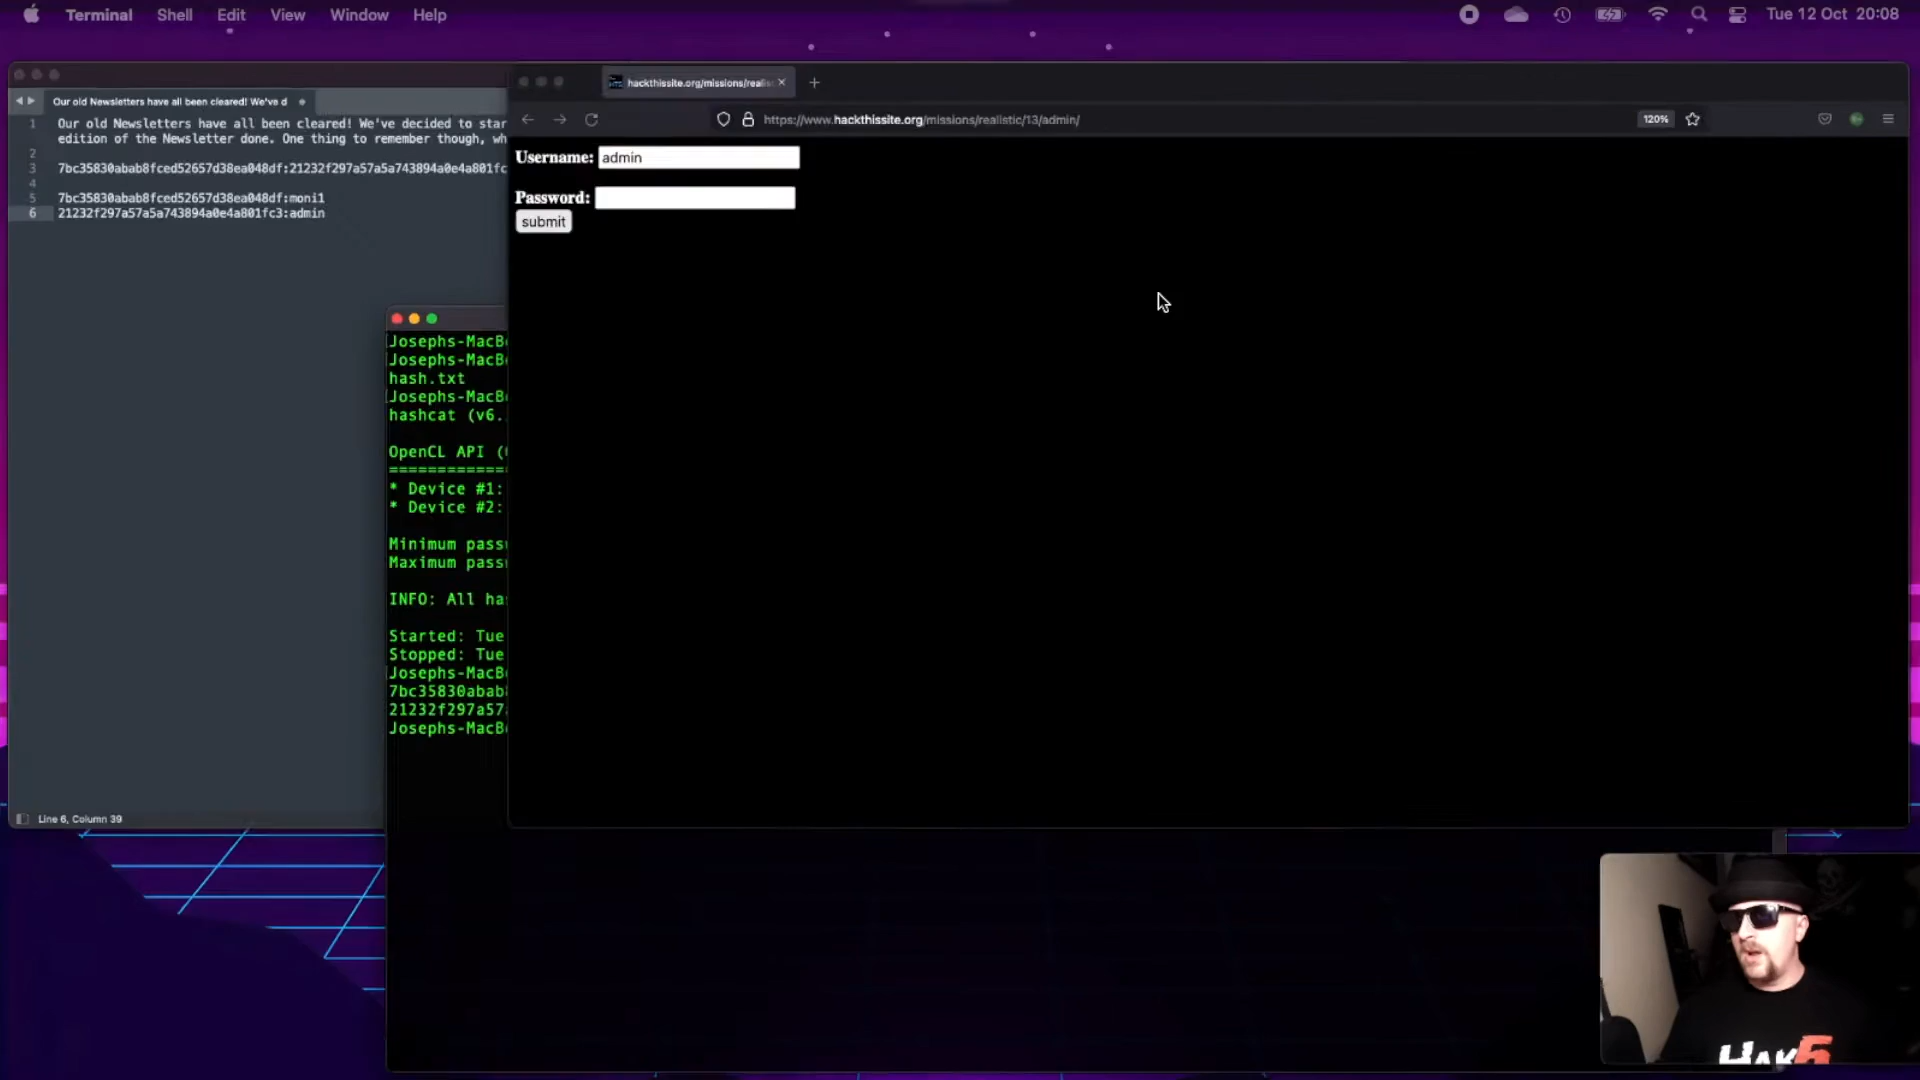 Terminal Shell Edit View Window Help
Tue 12 Oct 20:08
Our old Newsletters have all been cleared! We've d
1 Our old Newsletters have all been cleared! We've decided to star
edition of the Newsletter done. One thing to remember though, wh
2
3 7bc35830abab8fced52657d38ea048df:21232f297a57a5a743894a0e4a801fc
4
5 7bc35830abab8fced52657d38ea048df:moni1
6 21232f297a57a5a743894a0e4a801fc3:admin
Line 6, Column 39
hackthissite.org/missions/realis
https://www.hackthissite.org/missions/realistic/13/admin/
120%
Username: admin
Password:
submit
Josephs-MacB
Josephs-MacB
hash.txt
Josephs-MacB
hashcat (v6.
OpenCL API (
============
* Device #1:
* Device #2:
Minimum pass
Maximum pass
INFO: All ha
Started: Tue
Stopped: Tue
Josephs-MacB
7bc35830abab
21232f297a57
Josephs-MacB
HAK5